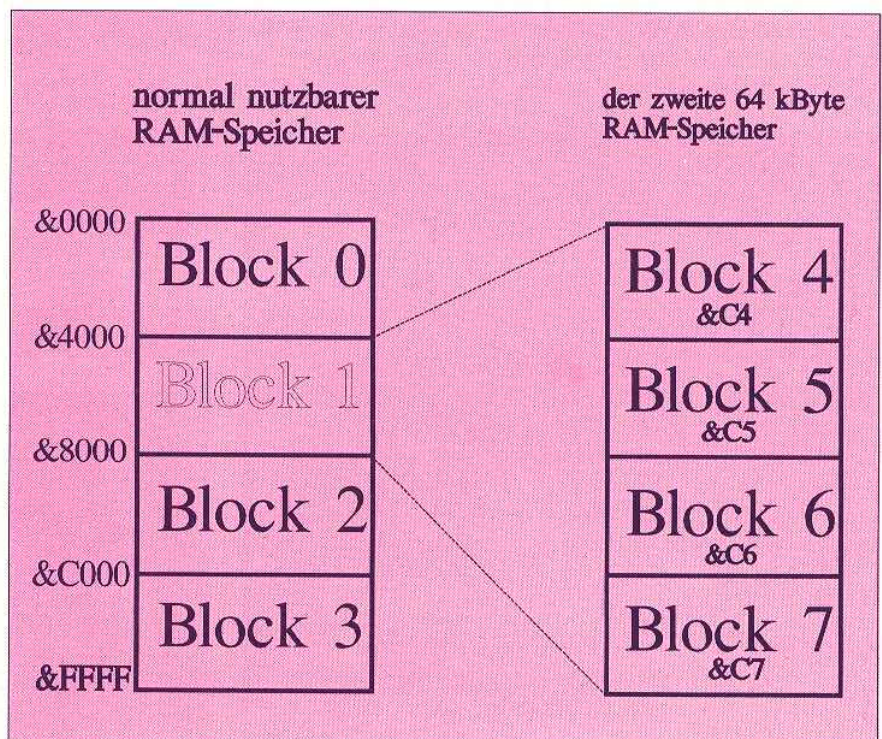 normal nutzbarer
RAM-Speicher
der zweite 64 kByte
RAM-Speicher
&0000
Block 0
&4000
Block 1
&8000
Block 2
&C000
Block 3
&FFFF
Block 4
&C4
Block 5
&C5
Block 6
&C6
Block 7
&C7